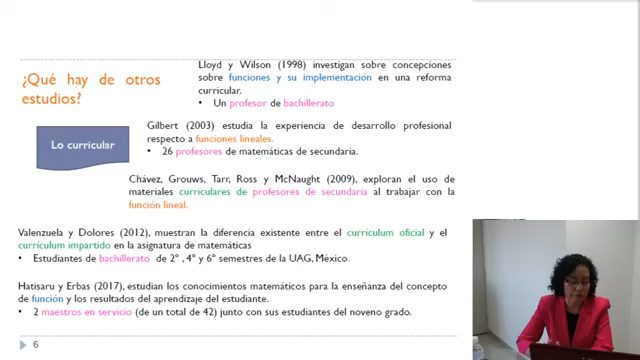 ¿Qué hay de otros
estudios?
Lloyd y Wilson (1998) investigan sobre concepciones
sobre funciones y su implementación en una reforma
curricular.
• Un profesor de bachillerato
Lo curricular
Gilbert (2003) estudia la experiencia de desarrollo profesional
respecto a funciones lineales.
• 26 profesores de matemáticas de secundaria.
Chávez, Grouws, Tarr, Ross y McNaught (2009), exploran el uso de
materiales curriculares de profesores de secundaria al trabajar con la
función lineal.
Valenzuela y Dolores (2012), muestran la diferencia existente entre el currículum oficial y el
currículum impartido en la asignatura de matemáticas
• Estudiantes de bachillerato de 2º, 4º y 6º semestres de la UAG, México.
Hatisaru y Erbas (2017), estudian los conocimientos matemáticos para la enseñanza del concepto
de función y los resultados del aprendizaje del estudiante.
• 2 maestros en servicio (de un total de 42) junto con sus estudiantes del noveno grado.
6